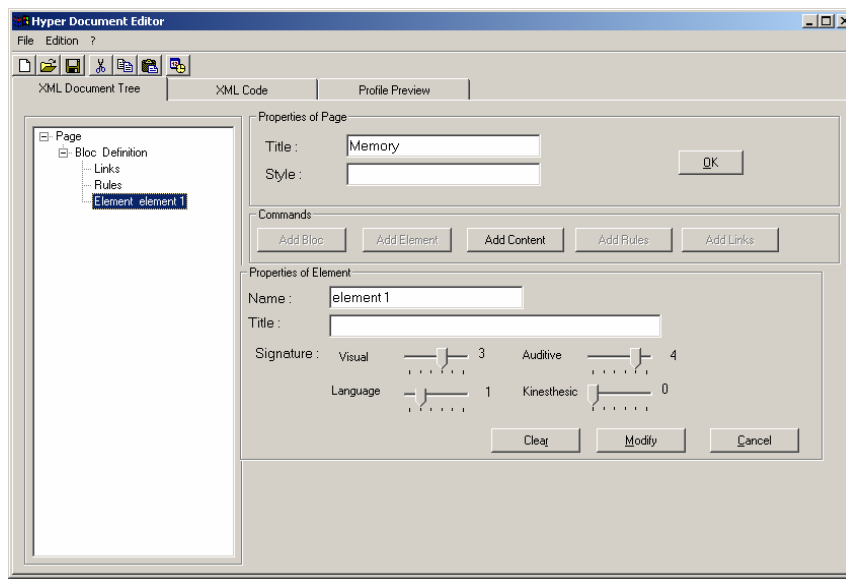 Hyper Document Editor
File Edition ?
XML Document Tree XML Code Profile Preview
Page
Bloc Definition
Links
Rules
Element element 1
Properties of Page
Title : Memory
Style :
OK
Commands
Add Bloc Add Element Add Content Add Rules Add Links
Properties of Element
Name : element 1
Title :
Signature : Visual 3 Auditive 4
Language 1 Kinesthesic 0
Clear Modify Cancel